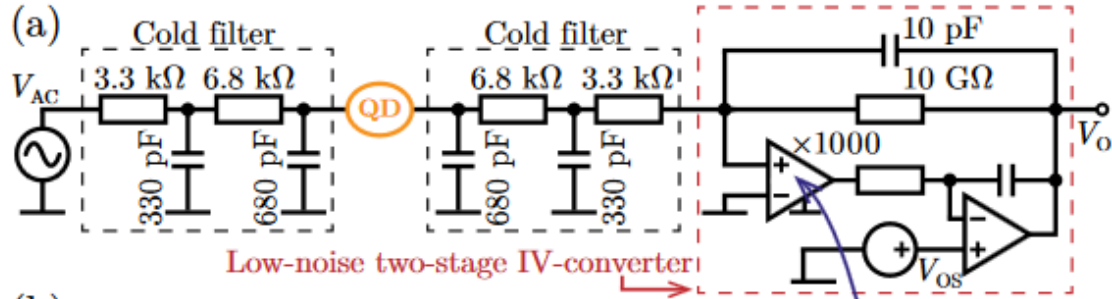 (a)
Cold filter
Cold filter
10 pF
V_AC
3.3 kΩ
6.8 kΩ
QD
6.8 kΩ
3.3 kΩ
10 GΩ
V_O
330 pF
680 pF
680 pF
330 pF
×1000
+
−
−
+
Low-noise two-stage IV-converter
+
V_OS